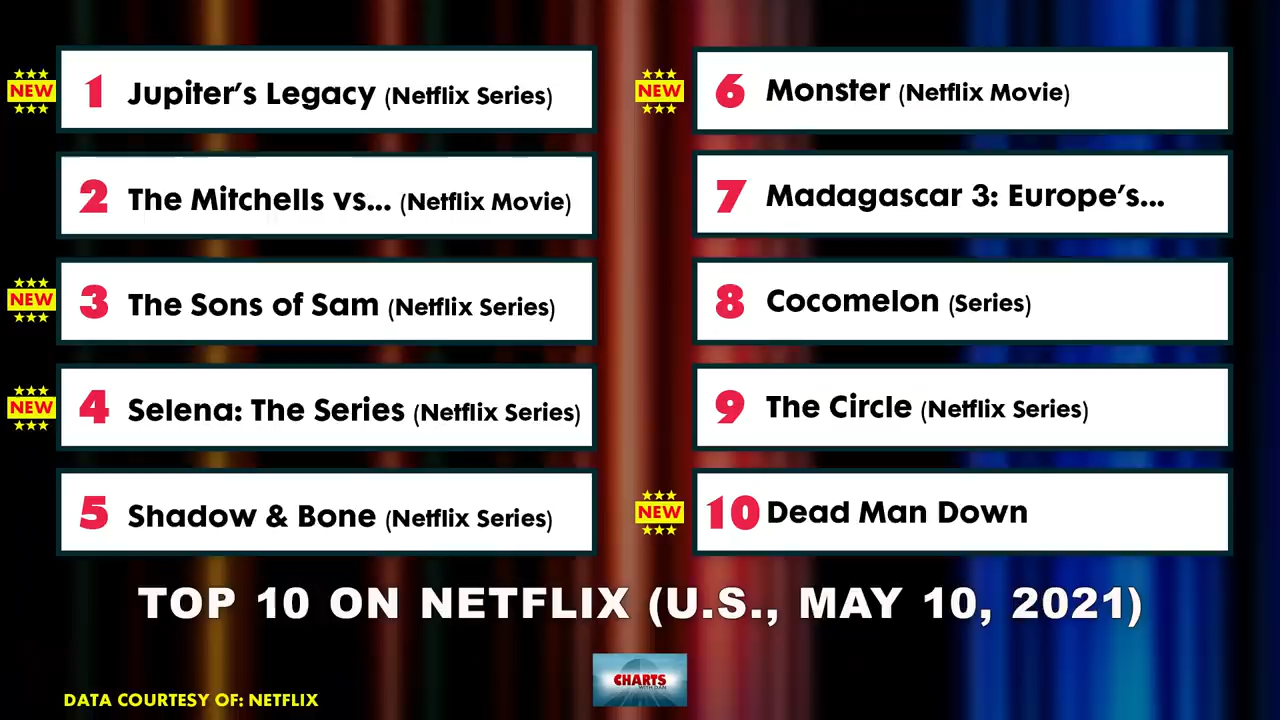 NEW 1 Jupiter's Legacy (Netflix Series)
2 The Mitchells vs... (Netflix Movie)
NEW 3 The Sons of Sam (Netflix Series)
NEW 4 Selena: The Series (Netflix Series)
5 Shadow & Bone (Netflix Series)
NEW 6 Monster (Netflix Movie)
7 Madagascar 3: Europe's...
8 Cocomelon (Series)
9 The Circle (Netflix Series)
NEW 10 Dead Man Down
TOP 10 ON NETFLIX (U.S., MAY 10, 2021)
CHARTS
WITH DAN
DATA COURTESY OF: NETFLIX